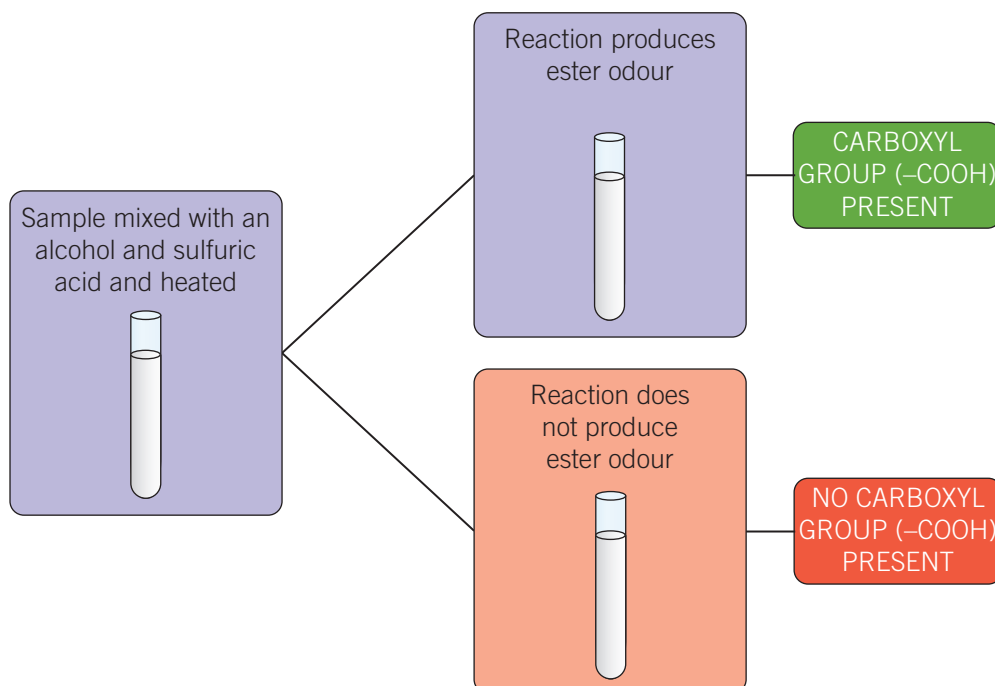 Sample mixed with an
alcohol and sulfuric
acid and heated
Reaction produces
ester odour
CARBOXYL
GROUP (–COOH)
PRESENT
Reaction does
not produce
ester odour
NO CARBOXYL
GROUP (–COOH)
PRESENT